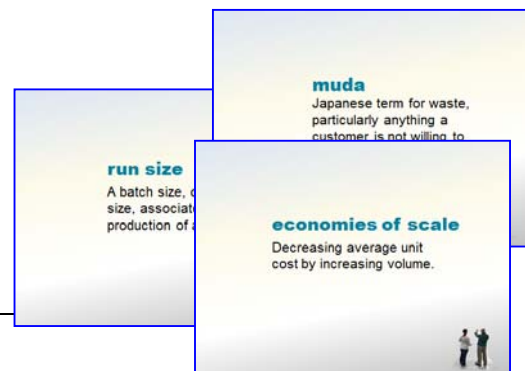 muda
Japanese term for waste,
particularly anything a
customer is not willing to
run size
A batch size,
size,
production of
economies of scale
Decreasing average unit
cost by increasing volume.